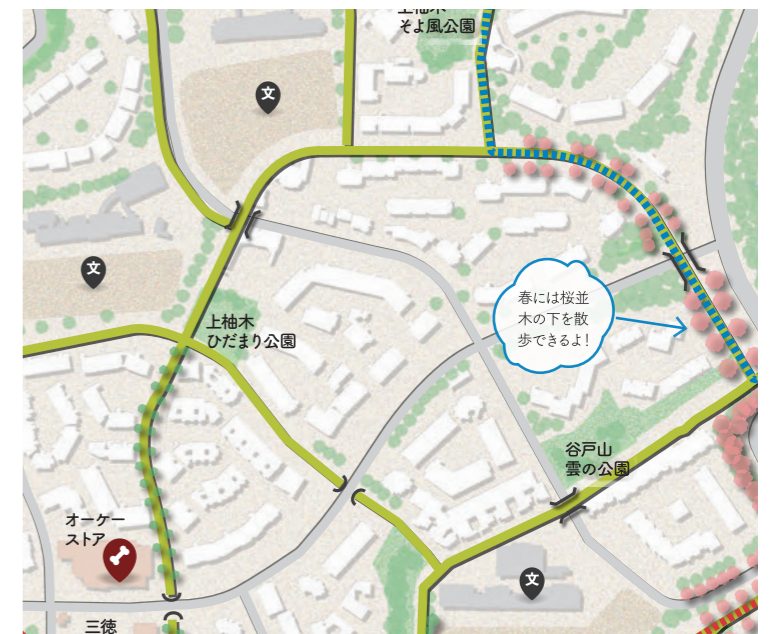 上柚木
そよ風公園
文
文
春には桜並
木の下を散
歩できるよ!
上柚木
ひだまり公園
谷戸山
雲の公園
オーケー
ストア
文
三徳